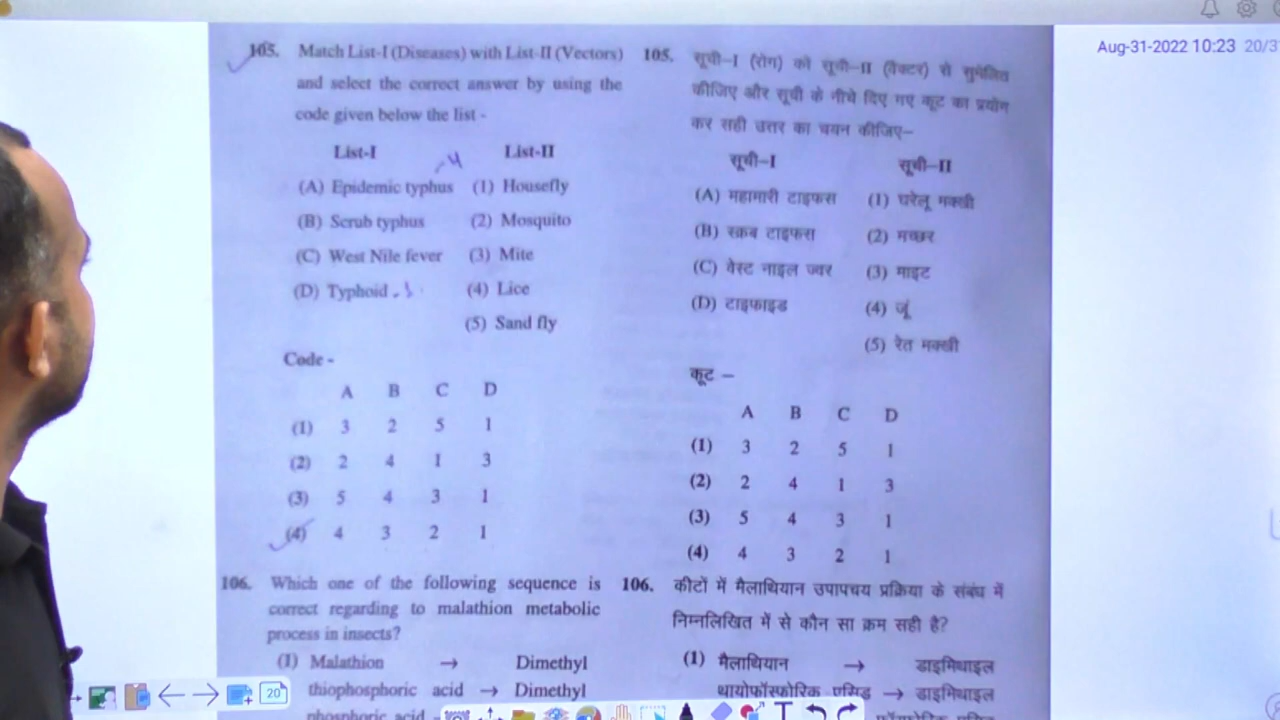 Aug-31-2022 10:23 20/3
105. Match List-I (Diseases) with List-II (Vectors)
and select the correct answer by using the
code given below the list -
List-I List-II
(A) Epidemic typhus (1) Housefly
(B) Scrub typhus (2) Mosquito
(C) West Nile fever (3) Mite
(D) Typhoid (4) Lice
(5) Sand fly
Code -
A B C D
(1) 3 2 5 1
(2) 2 4 1 3
(3) 5 4 3 1
(4) 4 3 2 1
106. Which one of the following sequence is
correct regarding to malathion metabolic
process in insects?
(1) Malathion → Dimethyl
thiophosphoric acid → Dimethyl
phosphoric acid
105. सूची-I (रोग) को सूची-II (वैक्टर) से सुमेलित
कीजिए और सूची के नीचे दिए गए कूट का प्रयोग
कर सही उत्तर का चयन कीजिए-
सूची-I सूची-II
(A) महामारी टाइफस (1) घरेलू मक्खी
(B) स्क्रब टाइफस (2) मच्छर
(C) वेस्ट नाइल ज्वर (3) माइट
(D) टाइफाइड (4) जूं
(5) रेत मक्खी
कूट -
A B C D
(1) 3 2 5 1
(2) 2 4 1 3
(3) 5 4 3 1
(4) 4 3 2 1
106. कीटों में मैलाथियान उपापचय प्रक्रिया के संबंध में
निम्नलिखित में से कौन सा क्रम सही है?
(1) मैलाथियान → डाइमिथाइल
थायोफॉस्फोरिक एसिड → डाइमिथाइल
20